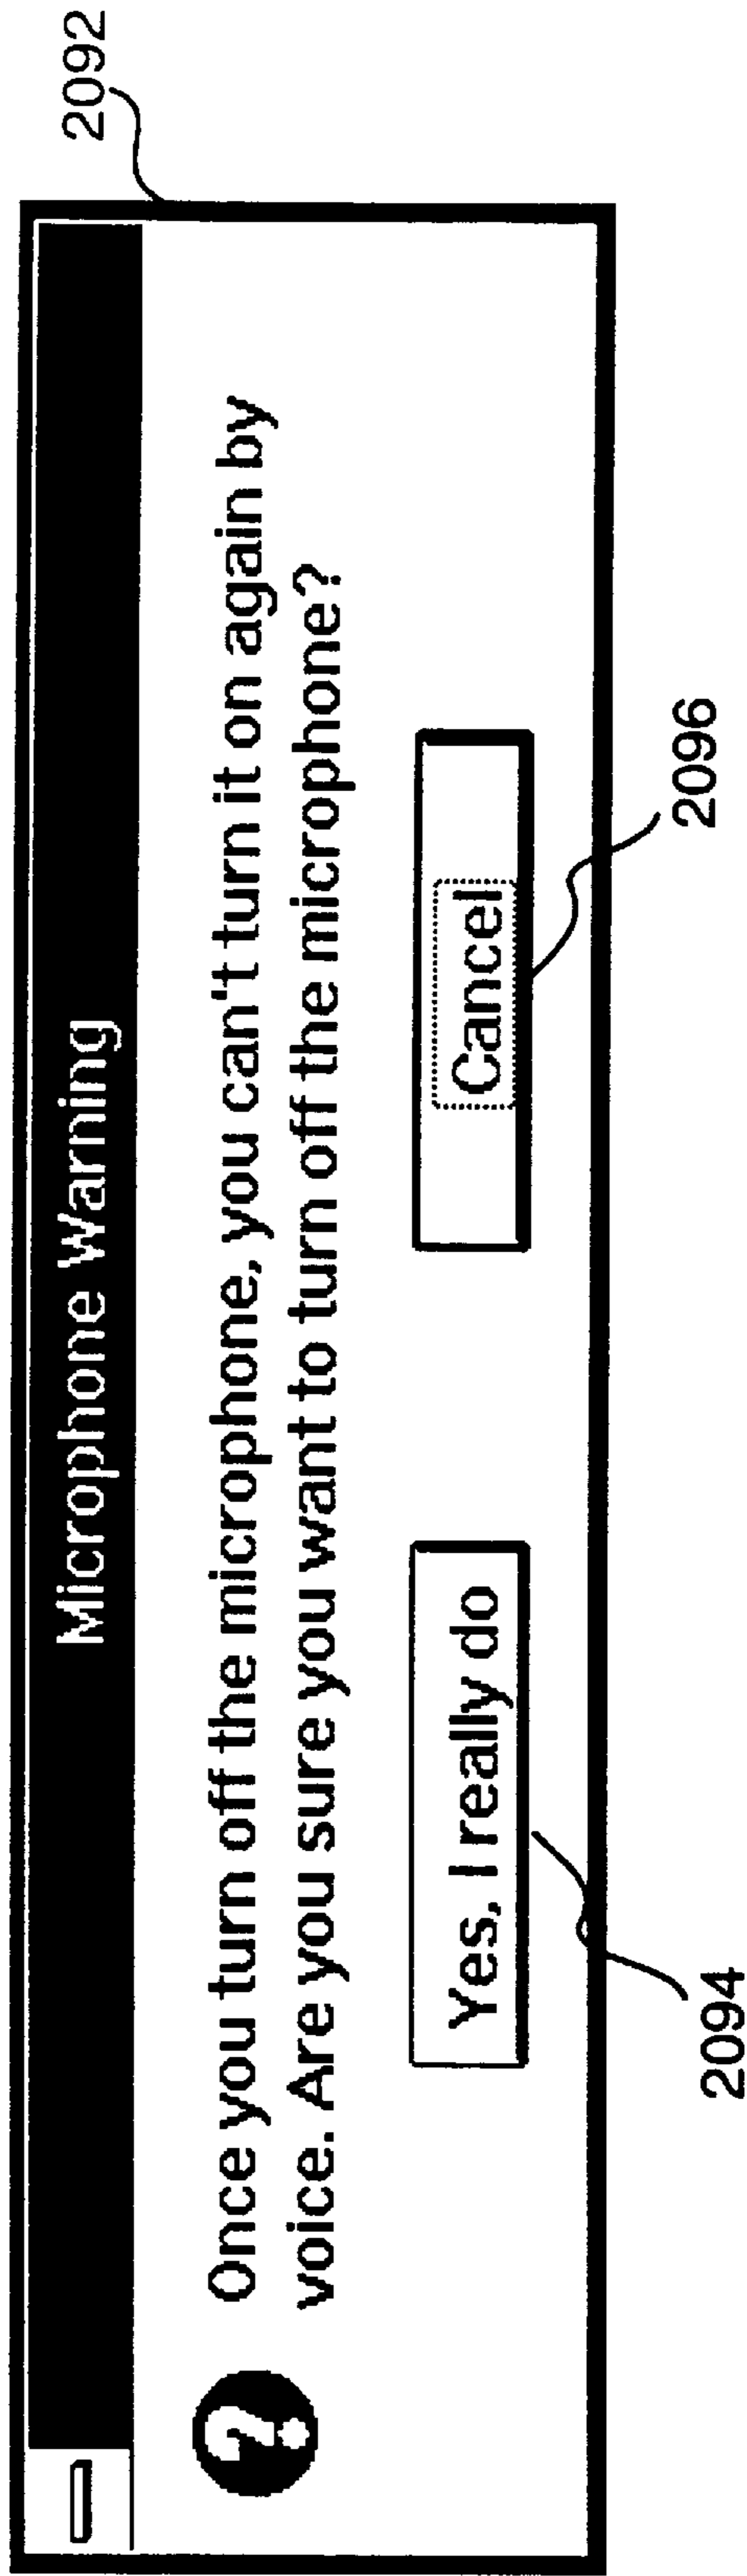 2092
Microphone Warning
Once you turn off the microphone, you can't turn it on again by
voice. Are you sure you want to turn off the microphone?
Yes, I really do
Cancel
2094
2096